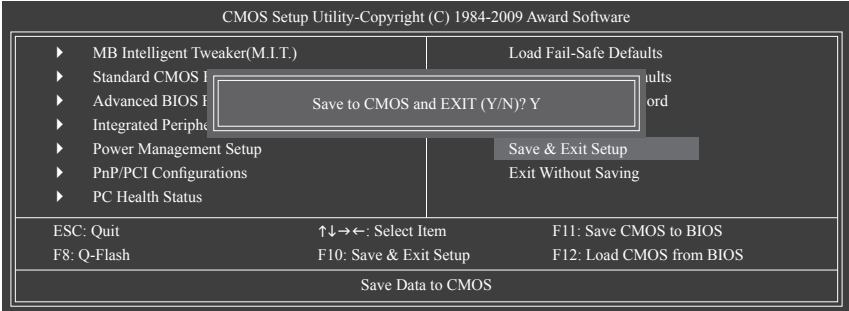 CMOS Setup Utility-Copyright (C) 1984-2009 Award Software
MB Intelligent Tweaker(M.I.T.)
Load Fail-Safe Defaults
Standard CMOS
Advanced BIOS
Integrated
Save to CMOS and EXIT (Y/N)? Y
Power Management Setup
Save & Exit Setup
PnP/PCI Configurations
Exit Without Saving
PC Health Status
ESC: Quit
↑↓→←: Select Item
F11: Save CMOS to BIOS
F8: Q-Flash
F10: Save & Exit Setup
F12: Load CMOS from BIOS
Save Data to CMOS